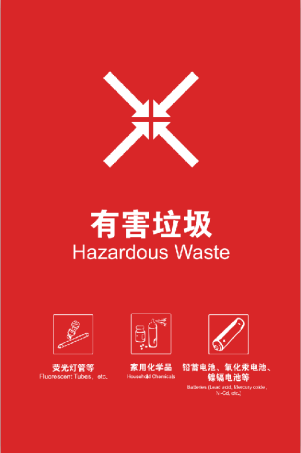 有害垃圾
Hazardous Waste
荧光灯管等
Fluorescent Tubes, etc.
家用化学品
Household Chemicals
铅蓄电池、氧化汞电池、
镍镉电池等
Batteries (Lead acid, Mercury oxide,
Ni-Cd, etc.)